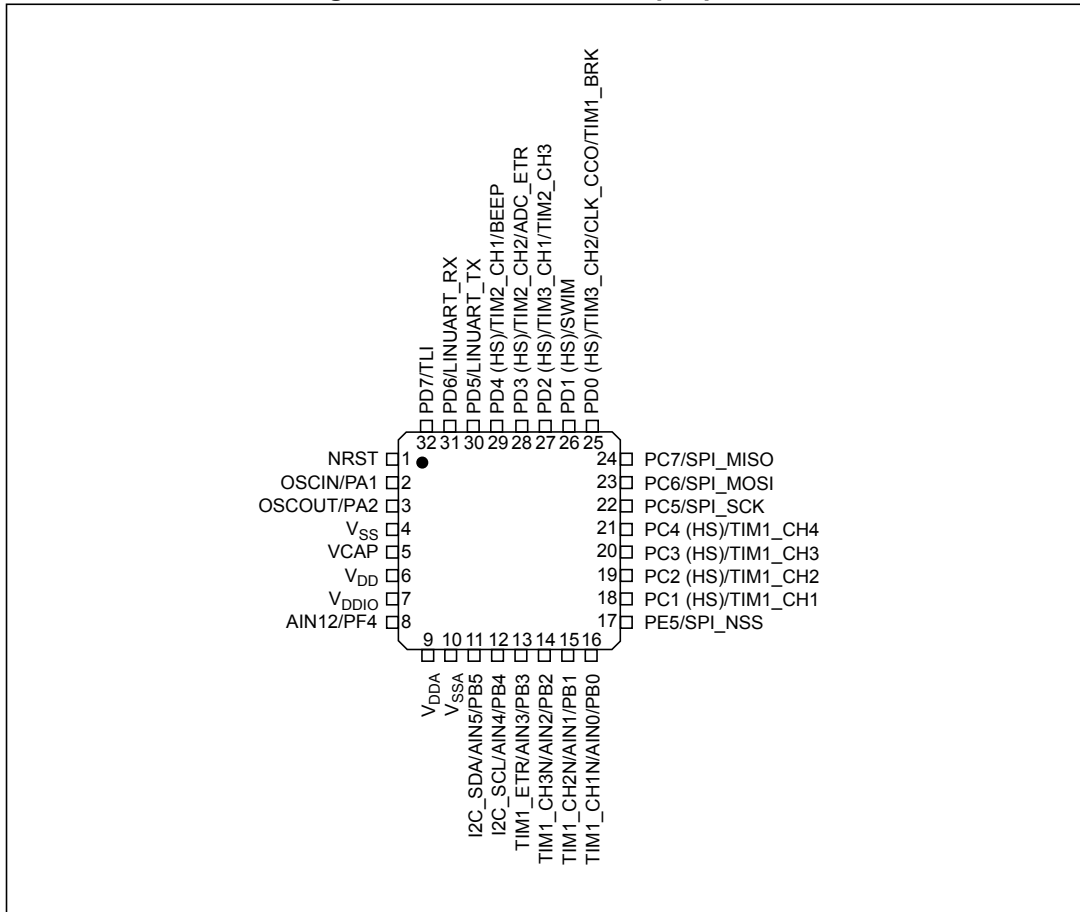 PD7/TLI
PD6/LINUART_RX
PD5/LINUART_TX
PD4 (HS)/TIM2_CH1/BEEP
PD3 (HS)/TIM2_CH2/ADC_ETR
PD2 (HS)/TIM3_CH1/TIM2_CH3
PD1 (HS)/SWIM
PD0 (HS)/TIM3_CH2/CLK_CCO/TIM1_BRK
32 31 30 29 28 27 26 25
NRST 1
OSCIN/PA1 2
OSCOUT/PA2 3
VSS 4
VCAP 5
VDD 6
VDDIO 7
AIN12/PF4 8
24 PC7/SPI_MISO
23 PC6/SPI_MOSI
22 PC5/SPI_SCK
21 PC4 (HS)/TIM1_CH4
20 PC3 (HS)/TIM1_CH3
19 PC2 (HS)/TIM1_CH2
18 PC1 (HS)/TIM1_CH1
17 PE5/SPI_NSS
9 10 11 12 13 14 15 16
VDDA
VSSA
I2C_SDA/AIN5/PB5
I2C_SCL/AIN4/PB4
TIM1_ETR/AIN3/PB3
TIM1_CH3N/AIN2/PB2
TIM1_CH2N/AIN1/PB1
TIM1_CH1N/AIN0/PB0